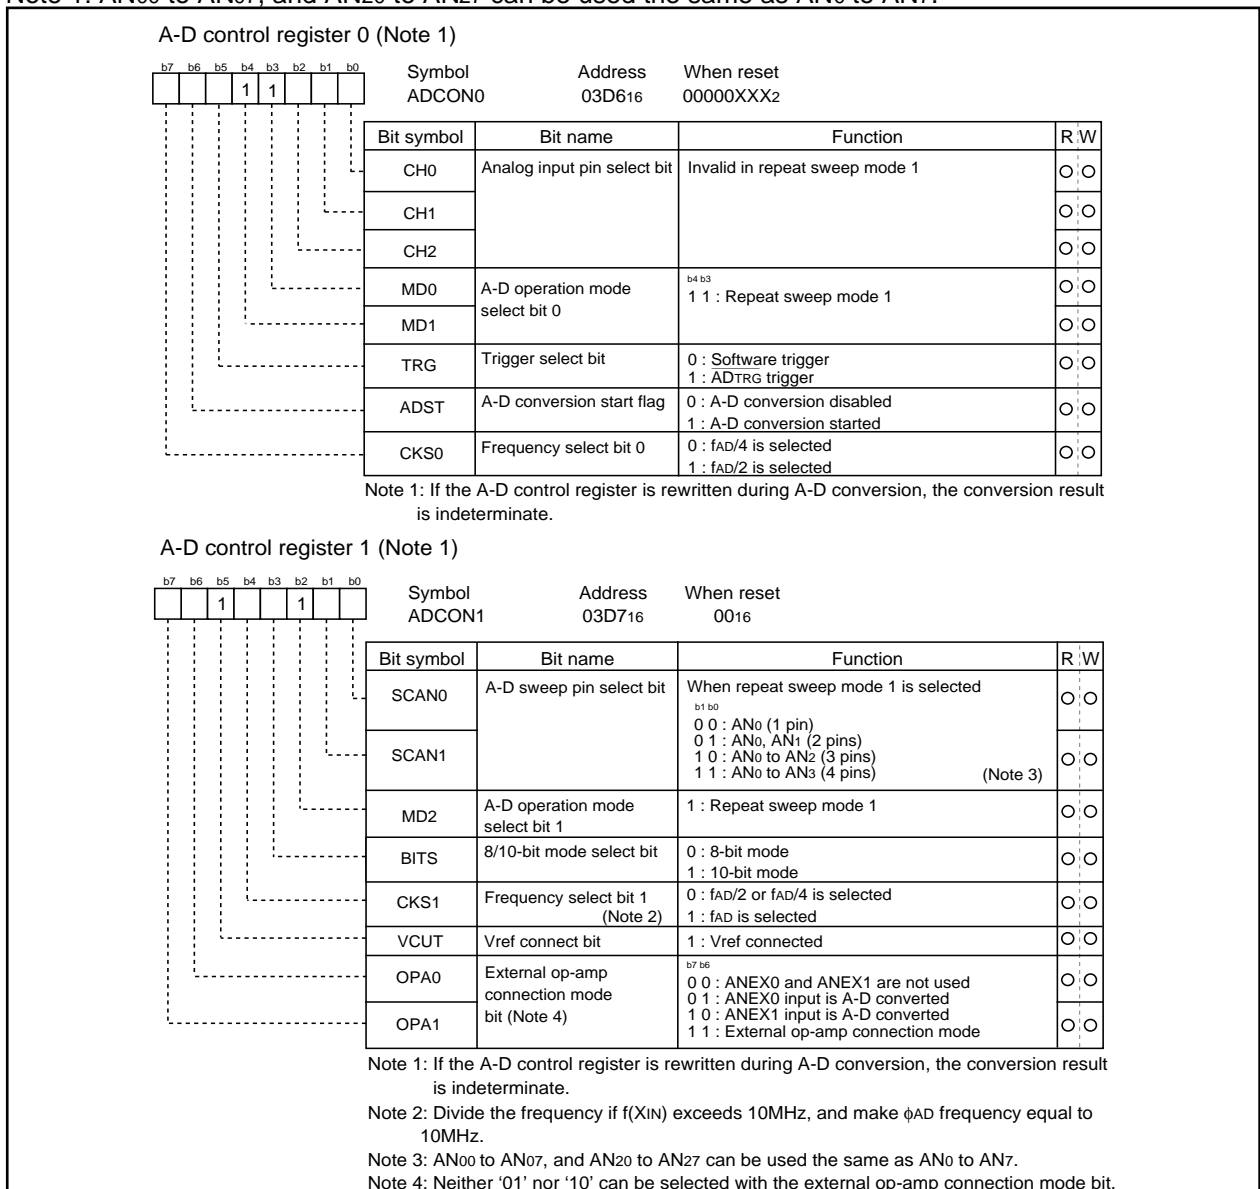 Note 1: AN00 to AN07, and AN20 to AN27 can be used the same as AN0 to AN7.
A-D control register 0 (Note 1)
b7 b6 b5 b4 b3 b2 b1 b0
1 1
Symbol Address When reset
ADCON0 03D616 00000XXX2
Bit symbol Bit name Function R W
CH0 Analog input pin select bit Invalid in repeat sweep mode 1
CH1
CH2
MD0 A-D operation mode select bit 0 b4 b3
1 1 : Repeat sweep mode 1
MD1
TRG Trigger select bit 0 : Software trigger
1 : ADTRG trigger
ADST A-D conversion start flag 0 : A-D conversion disabled
1 : A-D conversion started
CKS0 Frequency select bit 0 0 : fAD/4 is selected
1 : fAD/2 is selected
Note 1: If the A-D control register is rewritten during A-D conversion, the conversion result
is indeterminate.
A-D control register 1 (Note 1)
b7 b6 b5 b4 b3 b2 b1 b0
1 1
Symbol Address When reset
ADCON1 03D716 0016
Bit symbol Bit name Function R W
SCAN0 A-D sweep pin select bit When repeat sweep mode 1 is selected
b1 b0
0 0 : AN0 (1 pin)
0 1 : AN0, AN1 (2 pins)
SCAN1 1 0 : AN0 to AN2 (3 pins)
1 1 : AN0 to AN3 (4 pins) (Note 3)
MD2 A-D operation mode select bit 1 1 : Repeat sweep mode 1
BITS 8/10-bit mode select bit 0 : 8-bit mode
1 : 10-bit mode
CKS1 Frequency select bit 1 (Note 2) 0 : fAD/2 or fAD/4 is selected
1 : fAD is selected
VCUT Vref connect bit 1 : Vref connected
OPA0 External op-amp connection mode bit (Note 4) b7 b6
0 0 : ANEX0 and ANEX1 are not used
0 1 : ANEX0 input is A-D converted
1 0 : ANEX1 input is A-D converted
OPA1 1 1 : External op-amp connection mode
Note 1: If the A-D control register is rewritten during A-D conversion, the conversion result
is indeterminate.
Note 2: Divide the frequency if f(XIN) exceeds 10MHz, and make ϕAD frequency equal to
10MHz.
Note 3: AN00 to AN07, and AN20 to AN27 can be used the same as AN0 to AN7.
Note 4: Neither ‘01’ nor ‘10’ can be selected with the external op-amp connection mode bit.